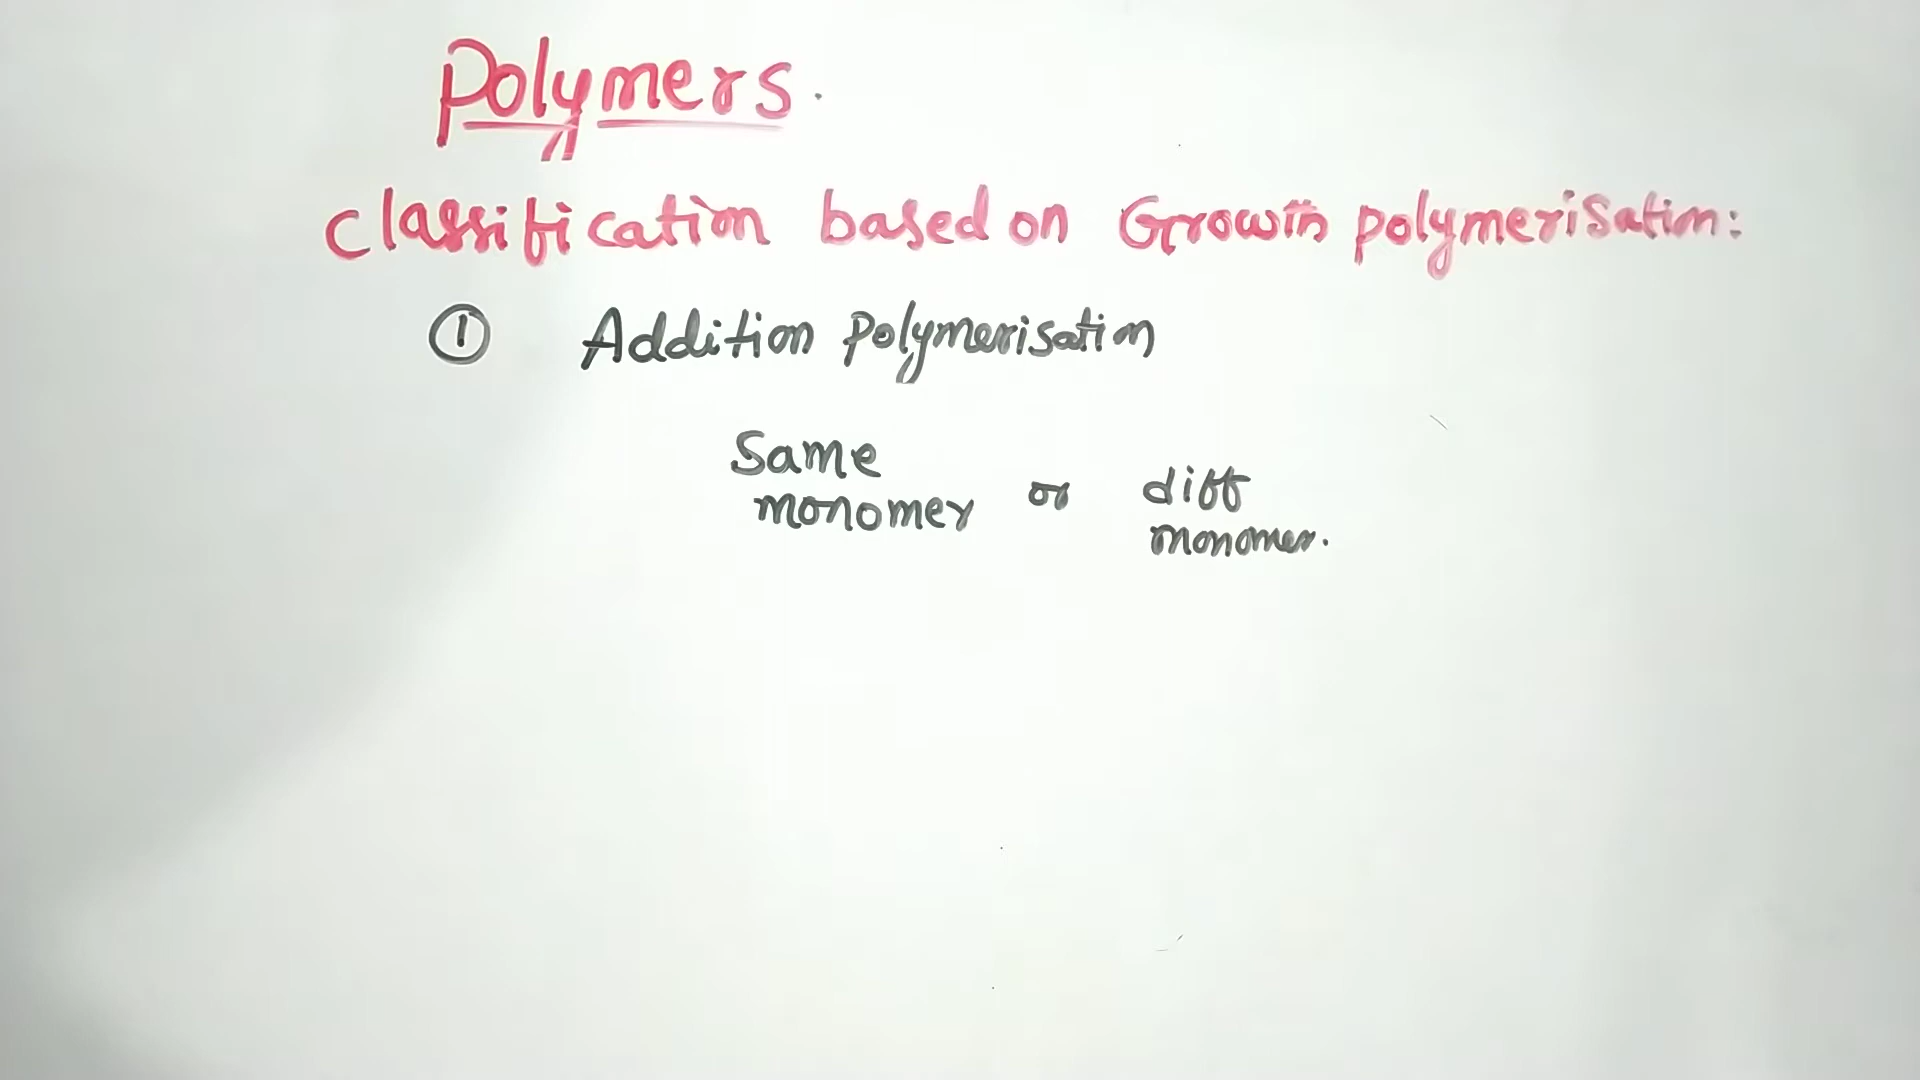 Polymers.
Classification based on Growth polymerisation:
① Addition polymerisation
Same
monomer or diff
monomer.